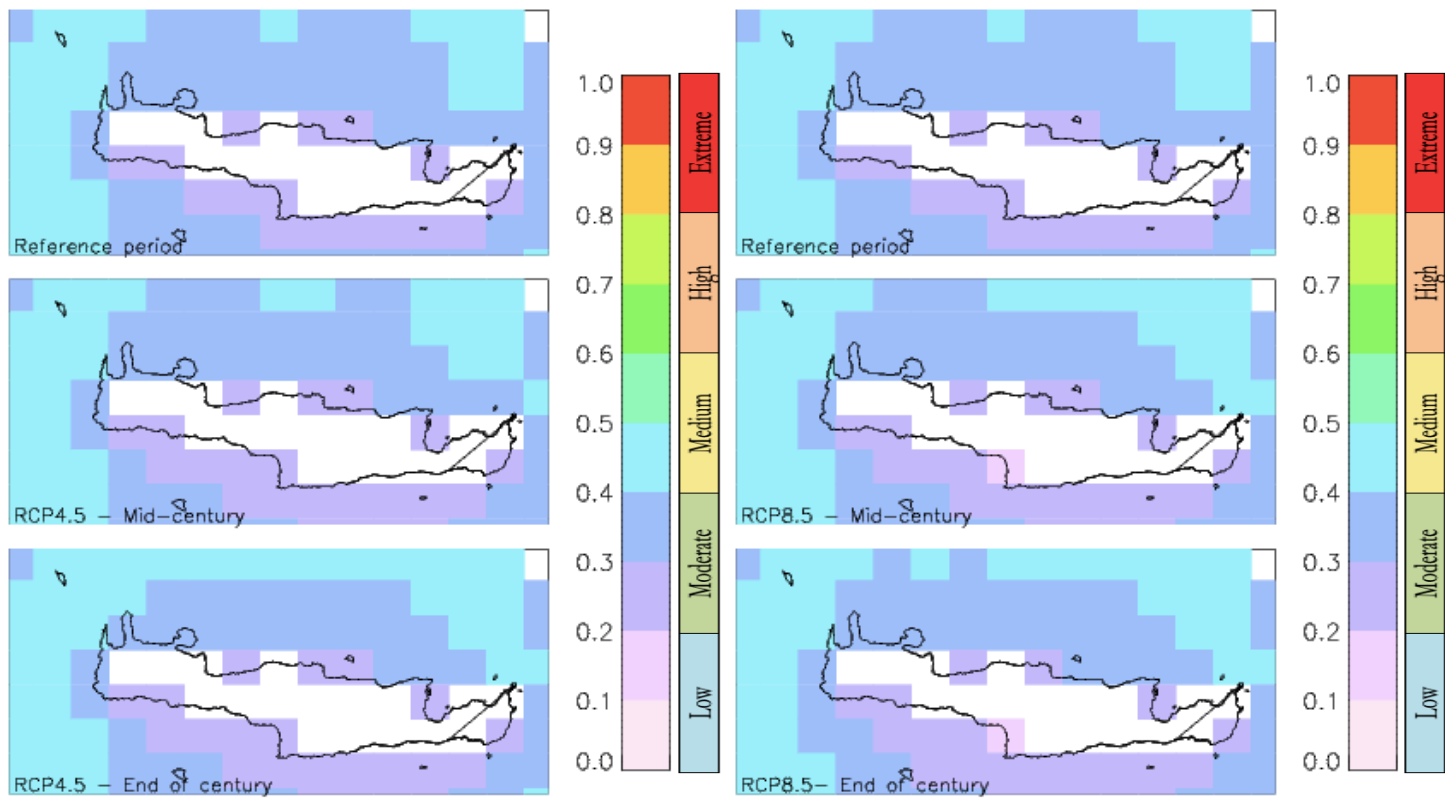 Reference period
RCP4.5 – Mid-century
RCP4.5 – End of century
1.0
0.9
0.8
0.7
0.6
0.5
0.4
0.3
0.2
0.1
0.0
Extreme
High
Medium
Moderate
Low
Reference period
RCP8.5 – Mid-century
RCP8.5– End of century
1.0
0.9
0.8
0.7
0.6
0.5
0.4
0.3
0.2
0.1
0.0
Extreme
High
Medium
Moderate
Low